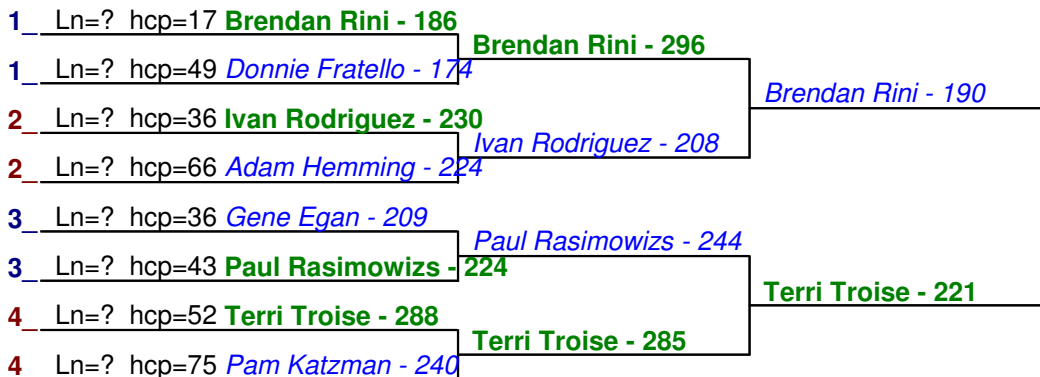 1_ Ln=? hcp=17 Brendan Rini - 186
Brendan Rini - 296
1_ Ln=? hcp=49 Donnie Fratello - 174
Brendan Rini - 190
2_ Ln=? hcp=36 Ivan Rodriguez - 230
Ivan Rodriguez - 208
2_ Ln=? hcp=66 Adam Hemming - 224
3_ Ln=? hcp=36 Gene Egan - 209
Paul Rasimowizs - 244
3_ Ln=? hcp=43 Paul Rasimowizs - 224
Terri Troise - 221
4_ Ln=? hcp=52 Terri Troise - 288
Terri Troise - 285
4 Ln=? hcp=75 Pam Katzman - 240